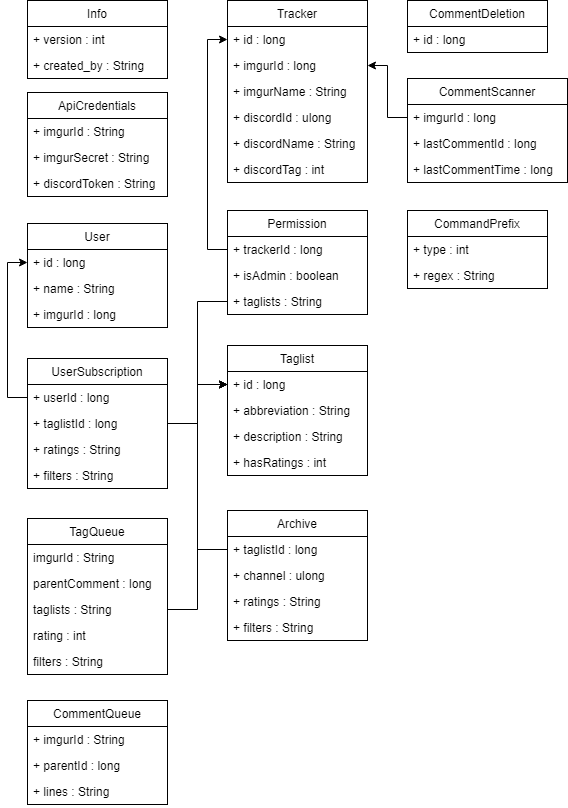 Info
+ version : int
+ created_by : String
ApiCredentials
+ imgurId : String
+ imgurSecret : String
+ discordToken : String
User
+ id : long
+ name : String
+ imgurId : long
UserSubscription
+ userId : long
+ taglistId : long
+ ratings : String
+ filters : String
TagQueue
imgurId : String
parentComment : long
taglists : String
rating : int
filters : String
CommentQueue
+ imgurId : String
+ parentId : long
+ lines : String
Tracker
+ id : long
+ imgurId : long
+ imgurName : String
+ discordId : ulong
+ discordName : String
+ discordTag : int
Permission
+ trackerId : long
+ isAdmin : boolean
+ taglists : String
Taglist
+ id : long
+ abbreviation : String
+ description : String
+ hasRatings : int
Archive
+ taglistId : long
+ channel : ulong
+ ratings : String
+ filters : String
CommentDeletion
+ id : long
CommentScanner
+ imgurId : long
+ lastCommentId : long
+ lastCommentTime : long
CommandPrefix
+ type : int
+ regex : String